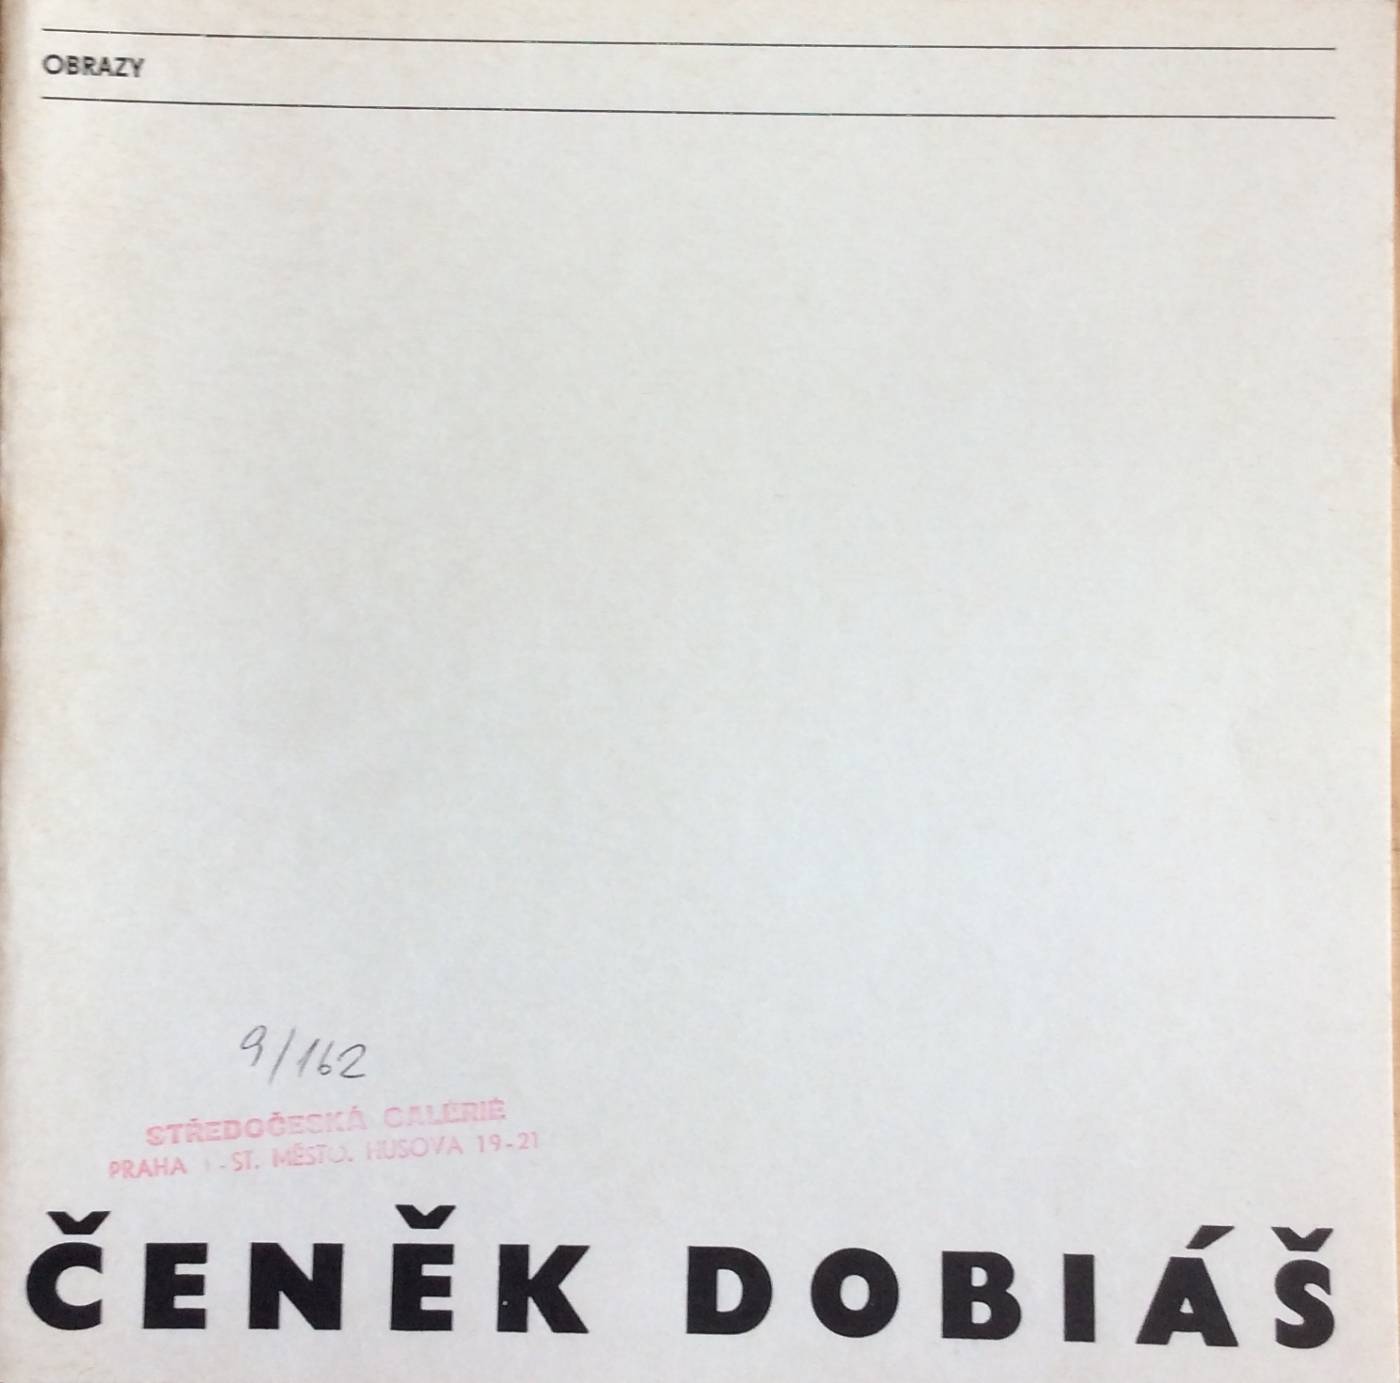 OBRAZY
9/162
STŘEDOČESKÁ GALERIE
PRAHA 1 - ST. MĚSTO, HUSOVA 19-21
ČENĚK DOBIÁŠ